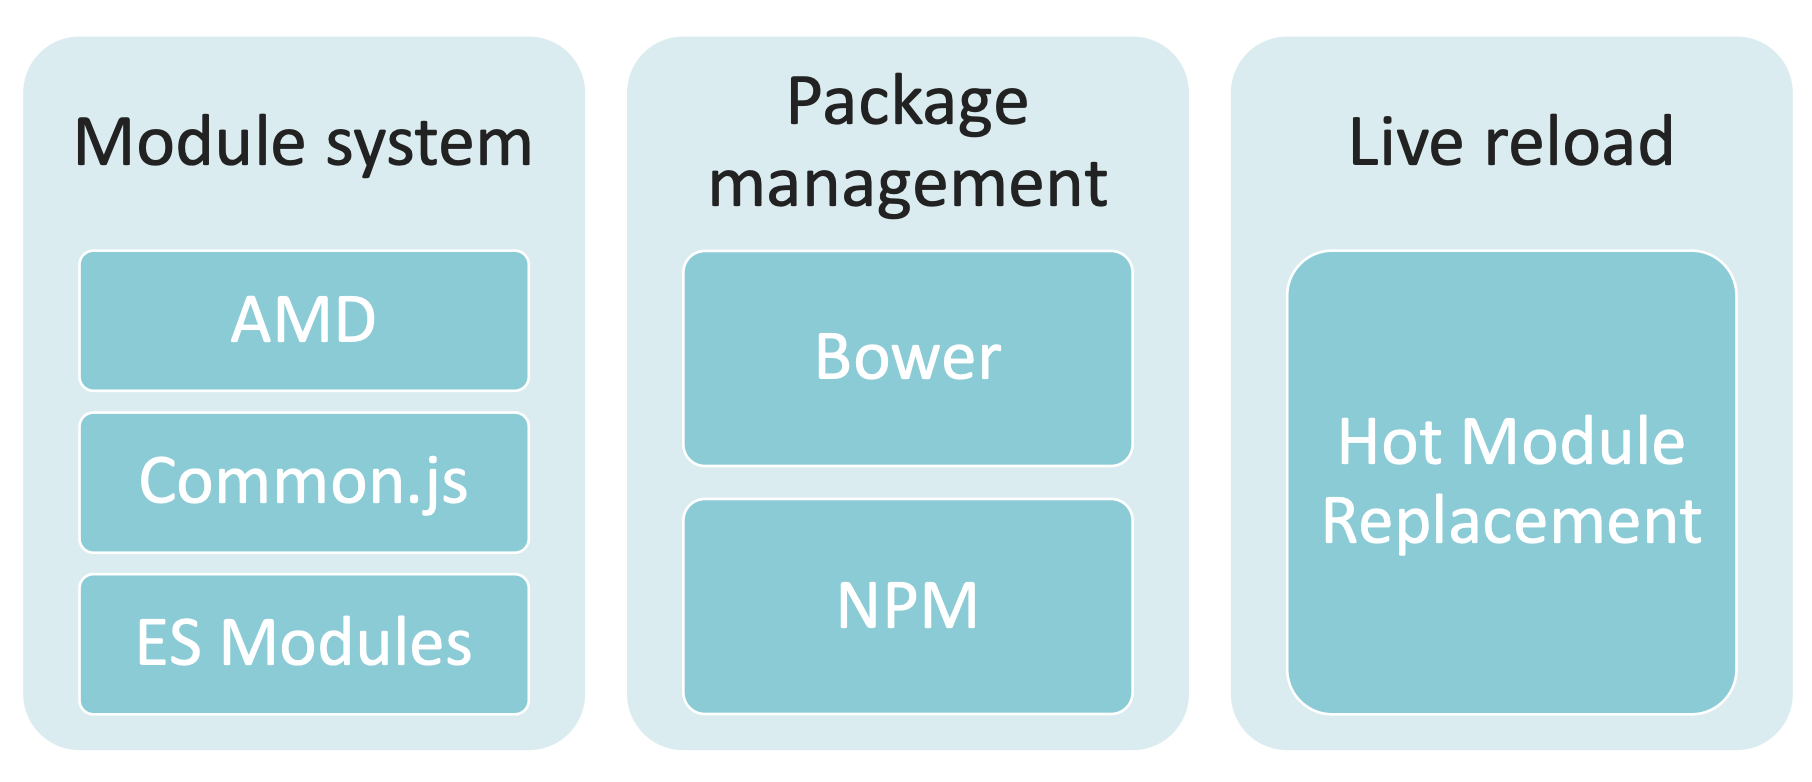 Module system
AMD
Common.js
ES Modules
Package
management
Bower
NPM
Live reload
Hot Module
Replacement